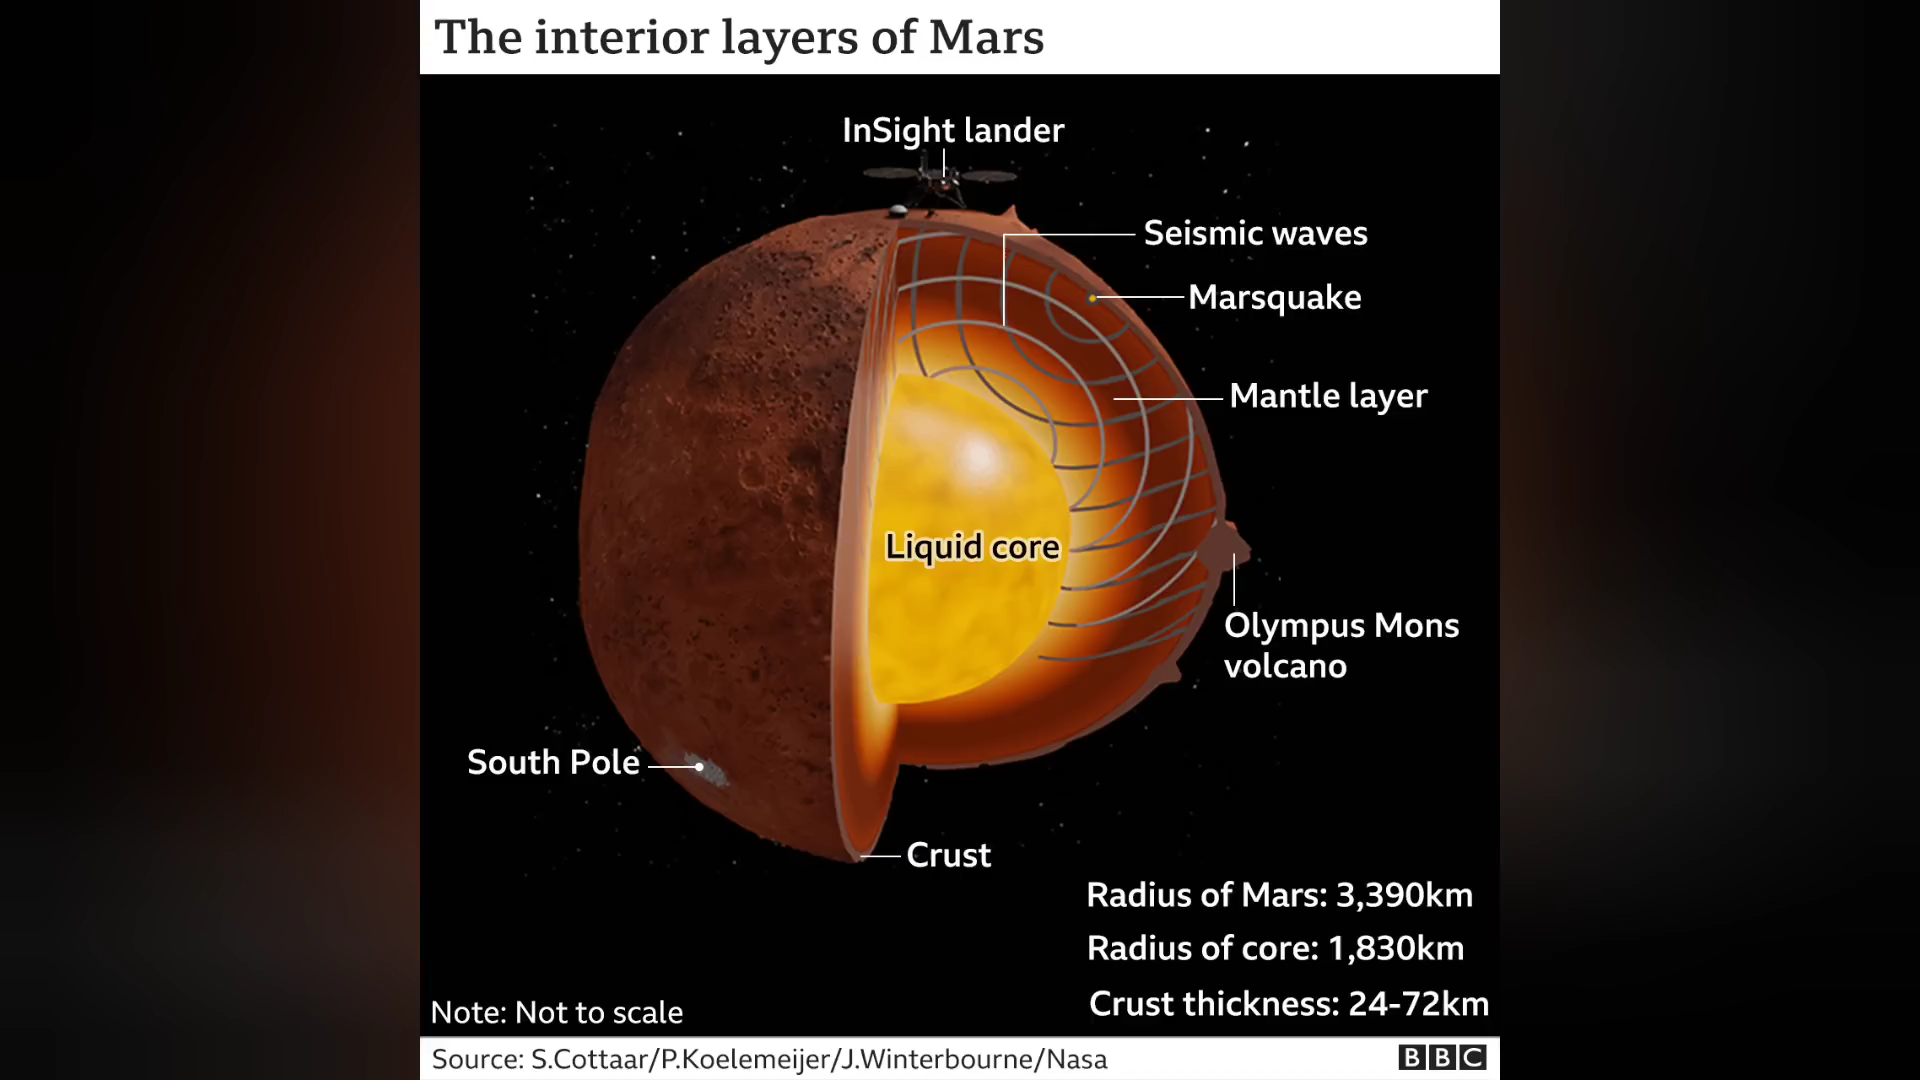 The interior layers of Mars
InSight lander
Seismic waves
Marsquake
Mantle layer
Liquid core
Olympus Mons
volcano
South Pole
Crust
Radius of Mars: 3,390km
Radius of core: 1,830km
Crust thickness: 24-72km
Note: Not to scale
Source: S.Cottaar/P.Koelemeijer/J.Winterbourne/Nasa
BBC